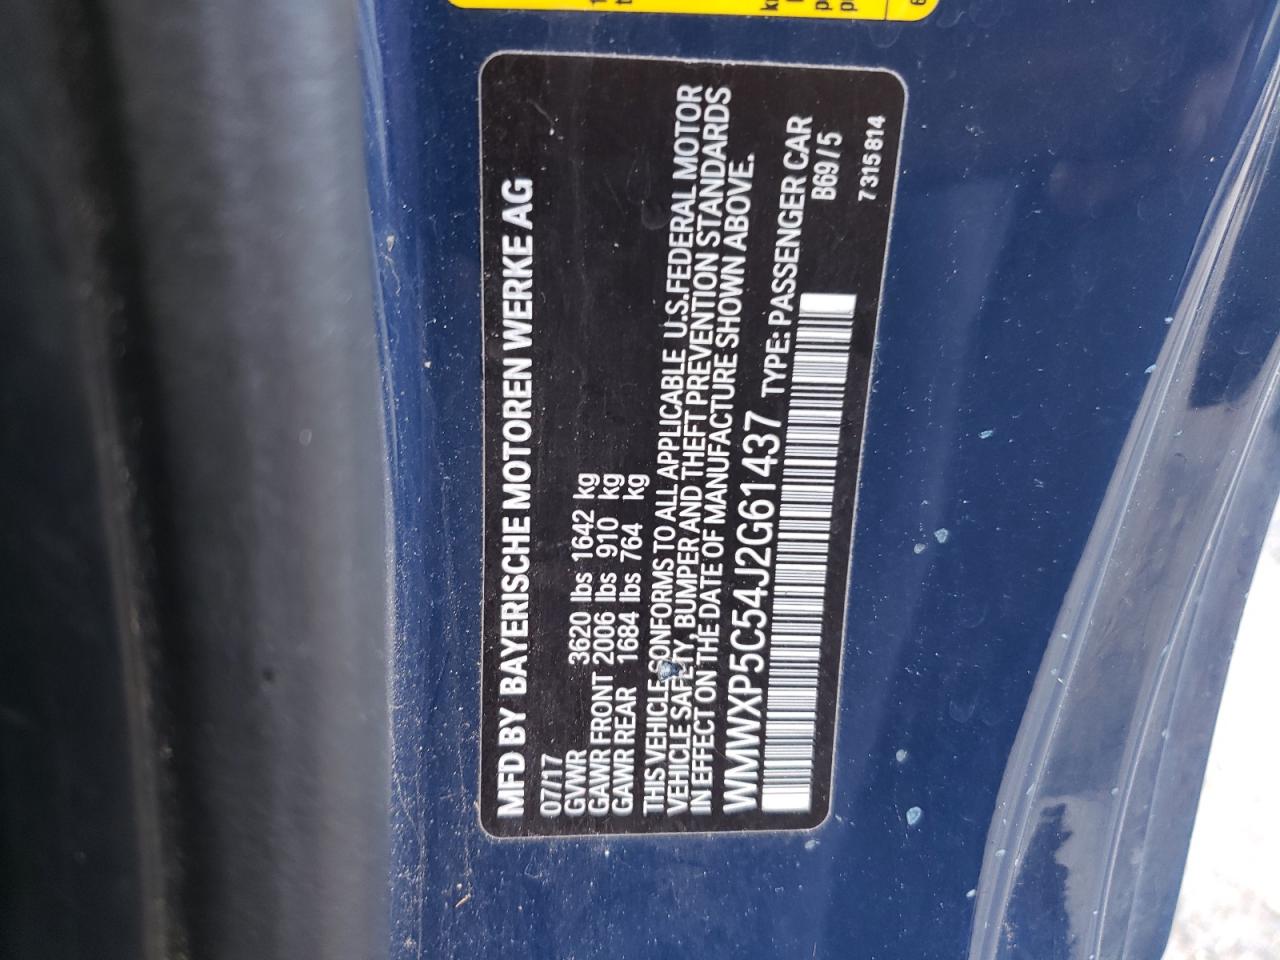 MFD BY BAYERISCHE MOTOREN WERKE AG
07/17
GVWR 3620 lbs 1642 kg
GAWR FRONT 2006 lbs 910 kg
GAWR REAR 1684 lbs 764 kg
THIS VEHICLE CONFORMS TO ALL APPLICABLE U.S.FEDERAL MOTOR
VEHICLE SAFETY, BUMPER AND THEFT PREVENTION STANDARDS
IN EFFECT ON THE DATE OF MANUFACTURE SHOWN ABOVE.
WMWXP5C54J2G61437 TYPE: PASSENGER CAR
B69/5
7315814